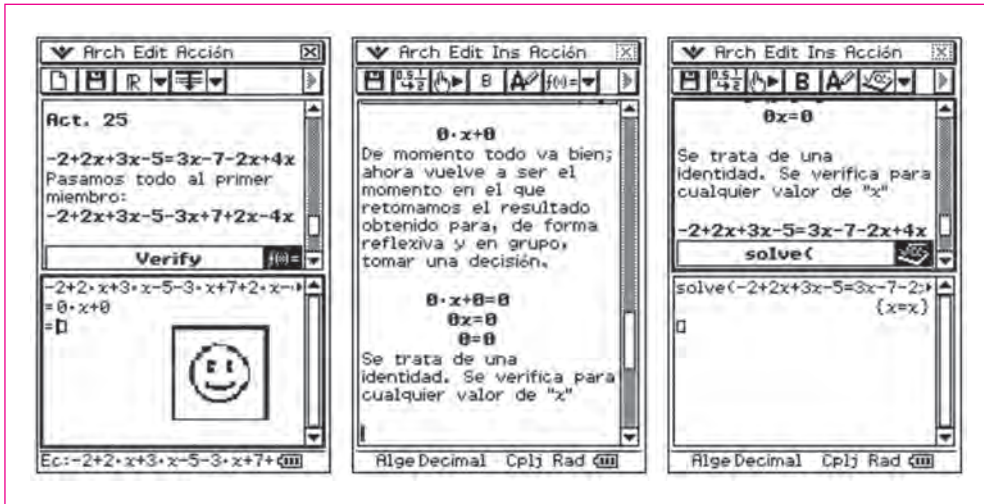 Arch Edit Acción
Act. 25
-2+2x+3x-5=3x-7-2x+4x
Pasamos todo al primer
miembro:
-2+2x+3x-5-3x+7+2x-4x
Verify
-2+2·x+3·x-5-3·x+7+2·x-
=0·x+0
=
Ec:-2+2·x+3·x-5-3·x+7+
Arch Edit Ins Acción
B
0·x+0
De momento todo va bien;
ahora vuelve a ser el
momento en el que
retomamos el resultado
obtenido para, de forma
reflexiva y en grupo,
tomar una decisión.
0·x+0=0
0x=0
0=0
Se trata de una
identidad. Se verifica para
cualquier valor de "x"
Alge Decimal Cplj Rad
Arch Edit Ins Acción
B
0x=0
Se trata de una
identidad. Se verifica para
cualquier valor de "x"
-2+2x+3x-5=3x-7-2x+4x
solve(
solve(-2+2x+3x-5=3x-7-2
{x=x}
Alge Decimal Cplj Rad